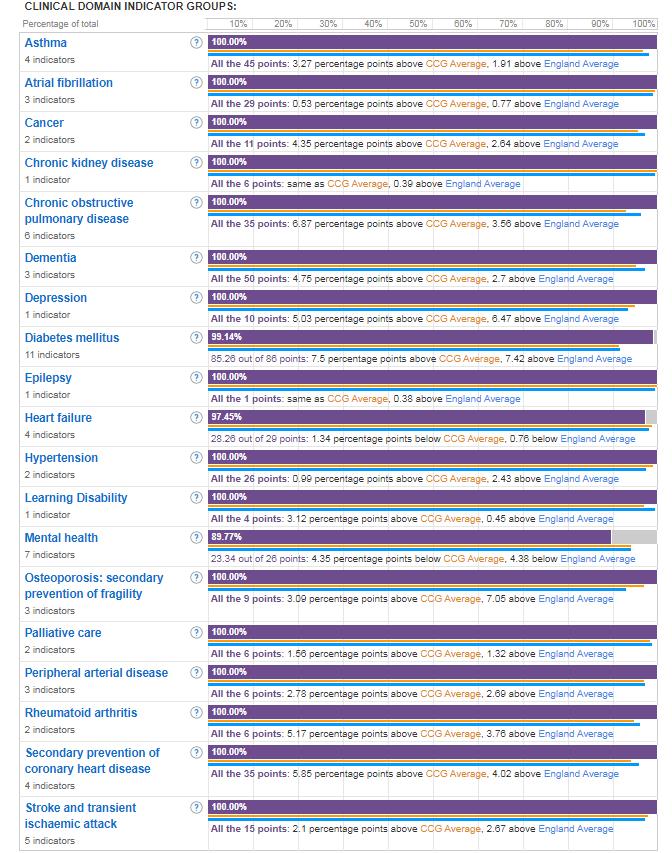 CLINICAL DOMAIN INDICATOR GROUPS:
Percentage of total 10% 20% 30% 40% 50% 60% 70% 80% 90% 100%
Asthma ? 100.00%
4 indicators All the 45 points: 3.27 percentage points above CCG Average, 1.91 above England Average
Atrial fibrillation ? 100.00%
3 indicators All the 29 points: 0.53 percentage points above CCG Average, 0.77 above England Average
Cancer ? 100.00%
2 indicators All the 11 points: 4.35 percentage points above CCG Average, 2.64 above England Average
Chronic kidney disease ? 100.00%
1 indicator All the 6 points: same as CCG Average, 0.39 above England Average
Chronic obstructive ? 100.00%
pulmonary disease All the 35 points: 6.87 percentage points above CCG Average, 3.56 above England Average
6 indicators
Dementia ? 100.00%
3 indicators All the 50 points: 4.75 percentage points above CCG Average, 2.7 above England Average
Depression ? 100.00%
1 indicator All the 10 points: 5.03 percentage points above CCG Average, 6.47 above England Average
Diabetes mellitus ? 99.14%
11 indicators 85.26 out of 86 points: 7.5 percentage points above CCG Average, 7.42 above England Average
Epilepsy ? 100.00%
1 indicator All the 1 points: same as CCG Average, 0.38 above England Average
Heart failure ? 97.45%
4 indicators 28.26 out of 29 points: 1.34 percentage points below CCG Average, 0.76 below England Average
Hypertension ? 100.00%
2 indicators All the 26 points: 0.99 percentage points above CCG Average, 2.43 above England Average
Learning Disability ? 100.00%
1 indicator All the 4 points: 3.12 percentage points above CCG Average, 0.45 above England Average
Mental health ? 89.77%
7 indicators 23.34 out of 26 points: 4.35 percentage points below CCG Average, 4.38 below England Average
Osteoporosis: secondary ? 100.00%
prevention of fragility All the 9 points: 3.09 percentage points above CCG Average, 7.05 above England Average
3 indicators
Palliative care ? 100.00%
2 indicators All the 6 points: 1.56 percentage points above CCG Average, 1.32 above England Average
Peripheral arterial disease ? 100.00%
3 indicators All the 6 points: 2.78 percentage points above CCG Average, 2.69 above England Average
Rheumatoid arthritis ? 100.00%
2 indicators All the 6 points: 5.17 percentage points above CCG Average, 3.76 above England Average
Secondary prevention of ? 100.00%
coronary heart disease All the 35 points: 5.85 percentage points above CCG Average, 4.02 above England Average
4 indicators
Stroke and transient ? 100.00%
ischaemic attack All the 15 points: 2.1 percentage points above CCG Average, 2.67 above England Average
5 indicators